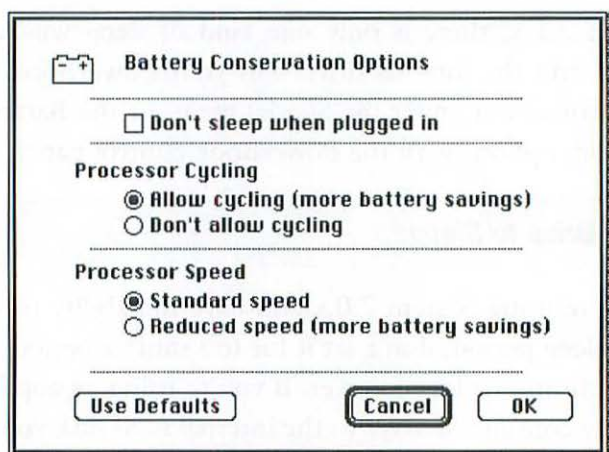 Battery Conservation Options
Don't sleep when plugged in
Processor Cycling
Allow cycling (more battery savings)
Don't allow cycling
Processor Speed
Standard speed
Reduced speed (more battery savings)
Use Defaults
Cancel
OK